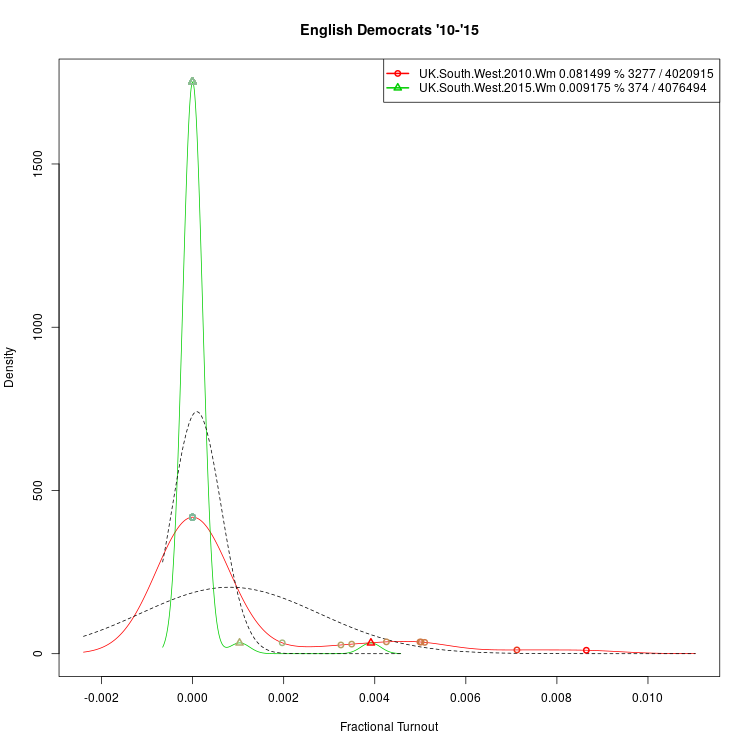 English Democrats '10-'15
UK.South.West.2010.Wm 0.081499 % 3277 / 4020915
UK.South.West.2015.Wm 0.009175 % 374 / 4076494
1500
1000
500
0
Density
-0.002 0.000 0.002 0.004 0.006 0.008 0.010
Fractional Turnout